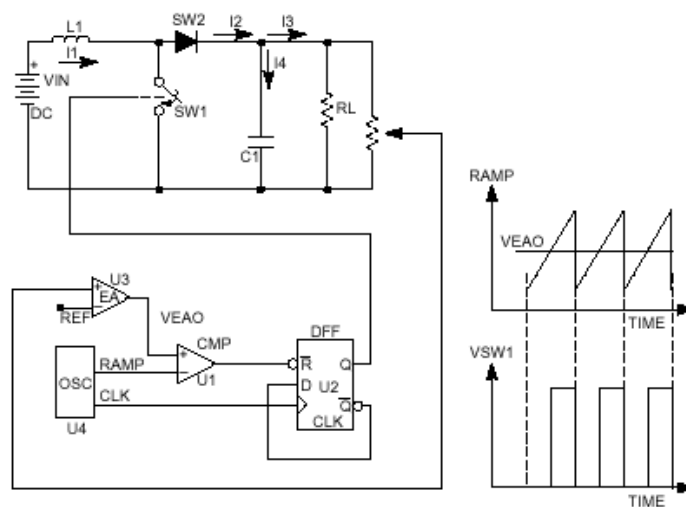 L1
SW2
I1
I2
I3
I4
+
VIN
DC
SW1
RL
C1
RAMP
VEAO
TIME
VSW1
TIME
U3
+
EA
−
REF
VEAO
CMP
+
−
U1
OSC
RAMP
CLK
U4
DFF
R
Q
D
U2
Q
CLK